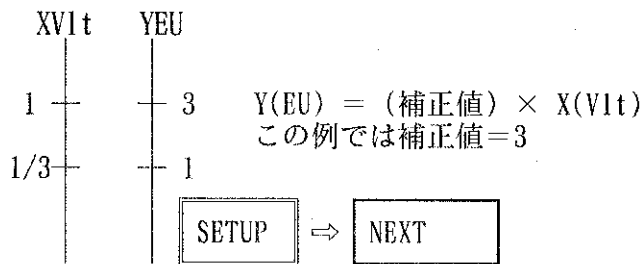 XVlt YEU
1 3 Y(EU) = (補正値) × X(Vlt)
この例では補正値=3
1/3 1
SETUP ⇨ NEXT